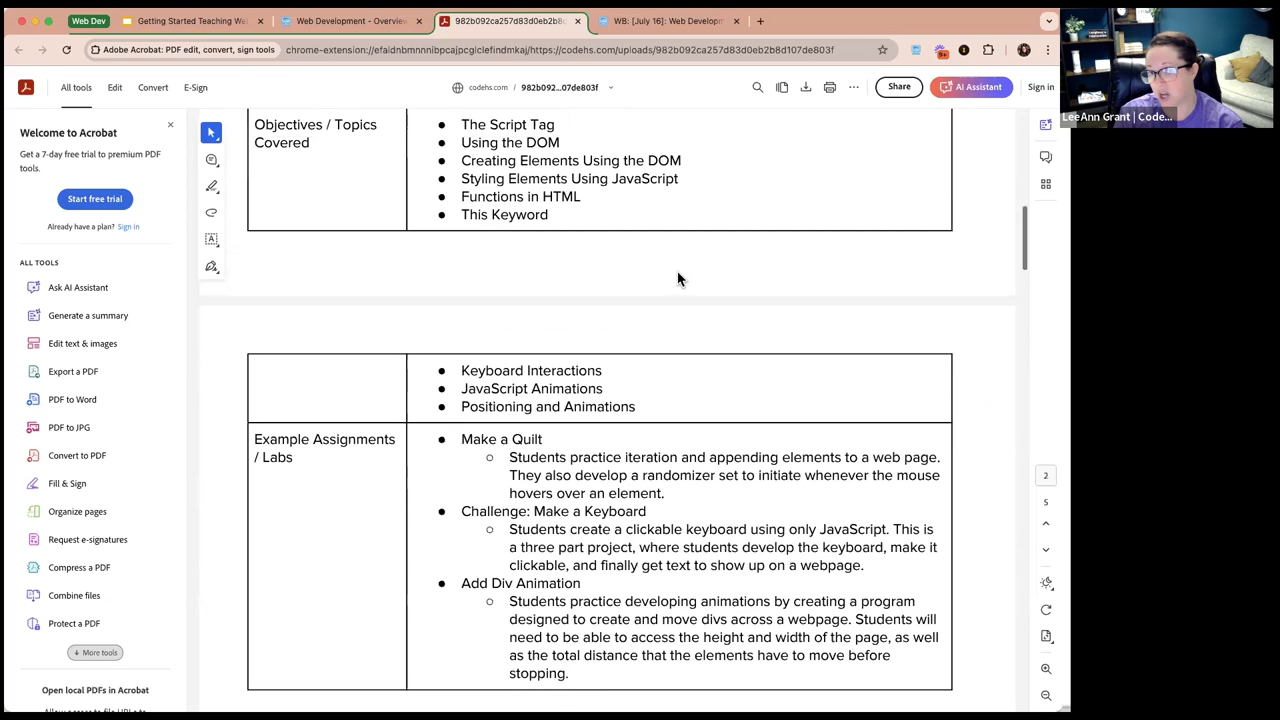 Web Dev
Getting Started Teaching We
Web Development - Overview
982b092ca257d83d0eb2b8d
WB: [July 16]: Web Develop
Adobe Acrobat: PDF edit, convert, sign tools
chrome-extension://efaidnbmnnnibpcajpcglclefindmkaj/https://codehs.com/uploads/982b092ca257d83d0eb2b8d107de803f
9+
All tools
Edit
Convert
E-Sign
codehs.com / 982b092...07de803f
Share
AI Assistant
Sign in
LeeAnn Grant | Code...
Welcome to Acrobat
Get a 7-day free trial to premium PDF
tools.
Start free trial
Already have a plan? Sign in
ALL TOOLS
Ask AI Assistant
Generate a summary
Edit text & images
Export a PDF
PDF to Word
PDF to JPG
Convert to PDF
Fill & Sign
Organize pages
Request e-signatures
Compress a PDF
Combine files
Protect a PDF
More tools
Open local PDFs in Acrobat
Objectives / Topics
Covered
● The Script Tag
● Using the DOM
● Creating Elements Using the DOM
● Styling Elements Using JavaScript
● Functions in HTML
● This Keyword
● Keyboard Interactions
● JavaScript Animations
● Positioning and Animations
Example Assignments
/ Labs
● Make a Quilt
○ Students practice iteration and appending elements to a web page.
They also develop a randomizer set to initiate whenever the mouse
hovers over an element.
● Challenge: Make a Keyboard
○ Students create a clickable keyboard using only JavaScript. This is
a three part project, where students develop the keyboard, make it
clickable, and finally get text to show up on a webpage.
● Add Div Animation
○ Students practice developing animations by creating a program
designed to create and move divs across a webpage. Students will
need to be able to access the height and width of the page, as well
as the total distance that the elements have to move before
stopping.
2
5